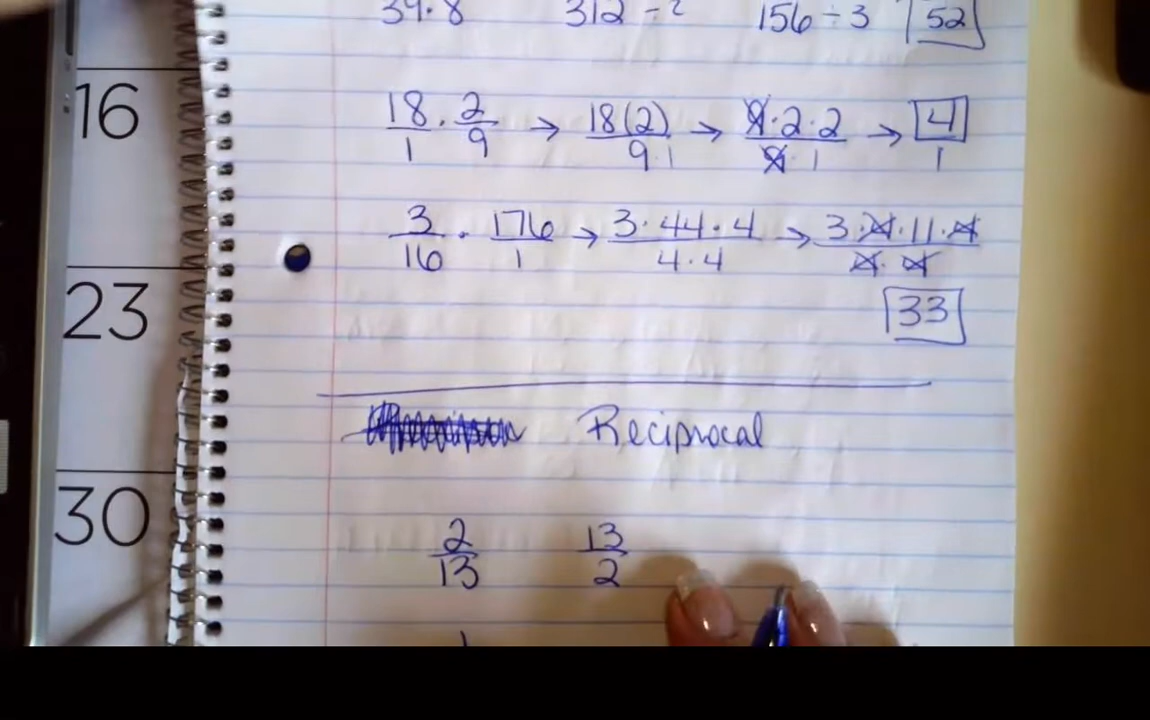 39.8 312 ÷ 2 156 ÷ 3 52
16
18/1 · 2/9 → 18(2)/9·1 → 9·2·2/9·1 → 4/1
3/16 · 176/1 → 3·44·4/4·4 → 3·4·11·4/4·4
33
23
Reciprocal
30
2/13 13/2